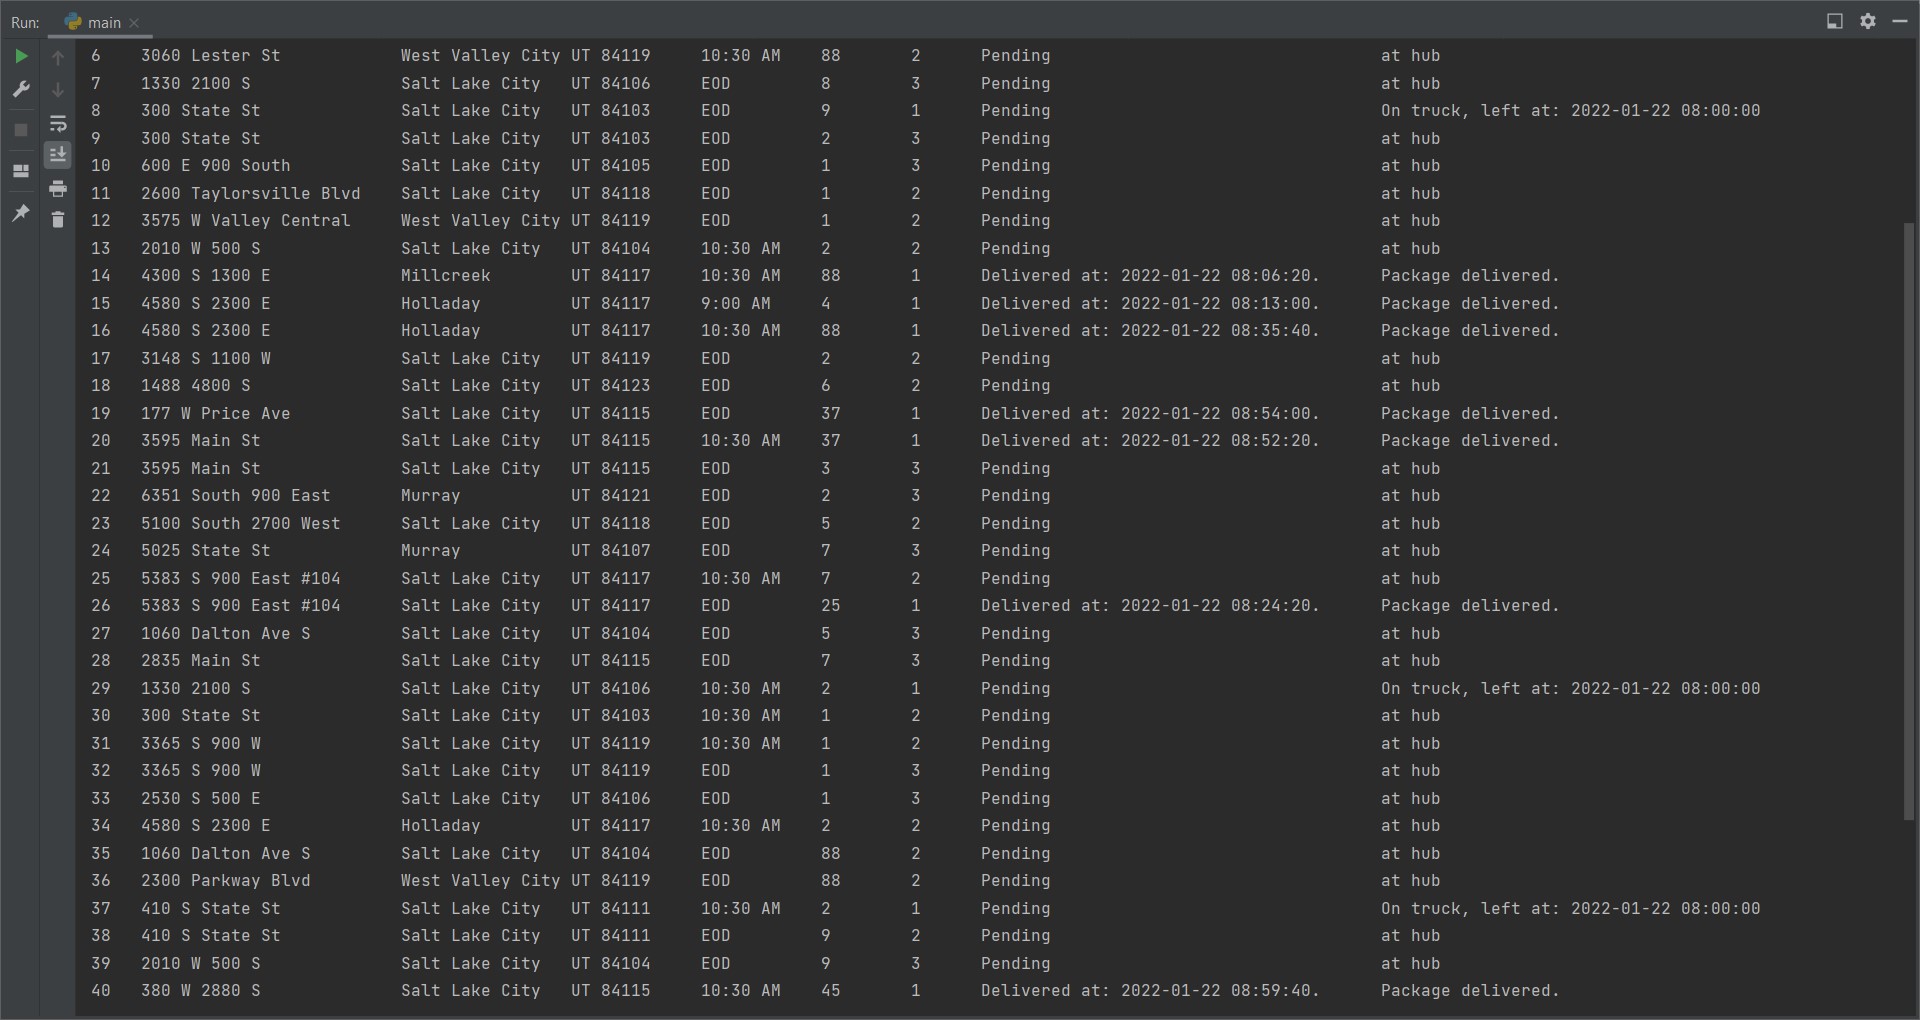 Run: main
6 3060 Lester St West Valley City UT 84119 10:30 AM 88 2 Pending at hub
7 1330 2100 S Salt Lake City UT 84106 EOD 8 3 Pending at hub
8 300 State St Salt Lake City UT 84103 EOD 9 1 Pending On truck, left at: 2022-01-22 08:00:00
9 300 State St Salt Lake City UT 84103 EOD 2 3 Pending at hub
10 600 E 900 South Salt Lake City UT 84105 EOD 1 3 Pending at hub
11 2600 Taylorsville Blvd Salt Lake City UT 84118 EOD 1 2 Pending at hub
12 3575 W Valley Central West Valley City UT 84119 EOD 1 2 Pending at hub
13 2010 W 500 S Salt Lake City UT 84104 10:30 AM 2 2 Pending at hub
14 4300 S 1300 E Millcreek UT 84117 10:30 AM 88 1 Delivered at: 2022-01-22 08:06:20. Package delivered.
15 4580 S 2300 E Holladay UT 84117 9:00 AM 4 1 Delivered at: 2022-01-22 08:13:00. Package delivered.
16 4580 S 2300 E Holladay UT 84117 10:30 AM 88 1 Delivered at: 2022-01-22 08:35:40. Package delivered.
17 3148 S 1100 W Salt Lake City UT 84119 EOD 2 2 Pending at hub
18 1488 4800 S Salt Lake City UT 84123 EOD 6 2 Pending at hub
19 177 W Price Ave Salt Lake City UT 84115 EOD 37 1 Delivered at: 2022-01-22 08:54:00. Package delivered.
20 3595 Main St Salt Lake City UT 84115 10:30 AM 37 1 Delivered at: 2022-01-22 08:52:20. Package delivered.
21 3595 Main St Salt Lake City UT 84115 EOD 3 3 Pending at hub
22 6351 South 900 East Murray UT 84121 EOD 2 3 Pending at hub
23 5100 South 2700 West Salt Lake City UT 84118 EOD 5 2 Pending at hub
24 5025 State St Murray UT 84107 EOD 7 3 Pending at hub
25 5383 S 900 East #104 Salt Lake City UT 84117 10:30 AM 7 2 Pending at hub
26 5383 S 900 East #104 Salt Lake City UT 84117 EOD 25 1 Delivered at: 2022-01-22 08:24:20. Package delivered.
27 1060 Dalton Ave S Salt Lake City UT 84104 EOD 5 3 Pending at hub
28 2835 Main St Salt Lake City UT 84115 EOD 7 3 Pending at hub
29 1330 2100 S Salt Lake City UT 84106 10:30 AM 2 1 Pending On truck, left at: 2022-01-22 08:00:00
30 300 State St Salt Lake City UT 84103 10:30 AM 1 2 Pending at hub
31 3365 S 900 W Salt Lake City UT 84119 10:30 AM 1 2 Pending at hub
32 3365 S 900 W Salt Lake City UT 84119 EOD 1 3 Pending at hub
33 2530 S 500 E Salt Lake City UT 84106 EOD 1 3 Pending at hub
34 4580 S 2300 E Holladay UT 84117 10:30 AM 2 2 Pending at hub
35 1060 Dalton Ave S Salt Lake City UT 84104 EOD 88 2 Pending at hub
36 2300 Parkway Blvd West Valley City UT 84119 EOD 88 2 Pending at hub
37 410 S State St Salt Lake City UT 84111 10:30 AM 2 1 Pending On truck, left at: 2022-01-22 08:00:00
38 410 S State St Salt Lake City UT 84111 EOD 9 2 Pending at hub
39 2010 W 500 S Salt Lake City UT 84104 EOD 9 3 Pending at hub
40 380 W 2880 S Salt Lake City UT 84115 10:30 AM 45 1 Delivered at: 2022-01-22 08:59:40. Package delivered.